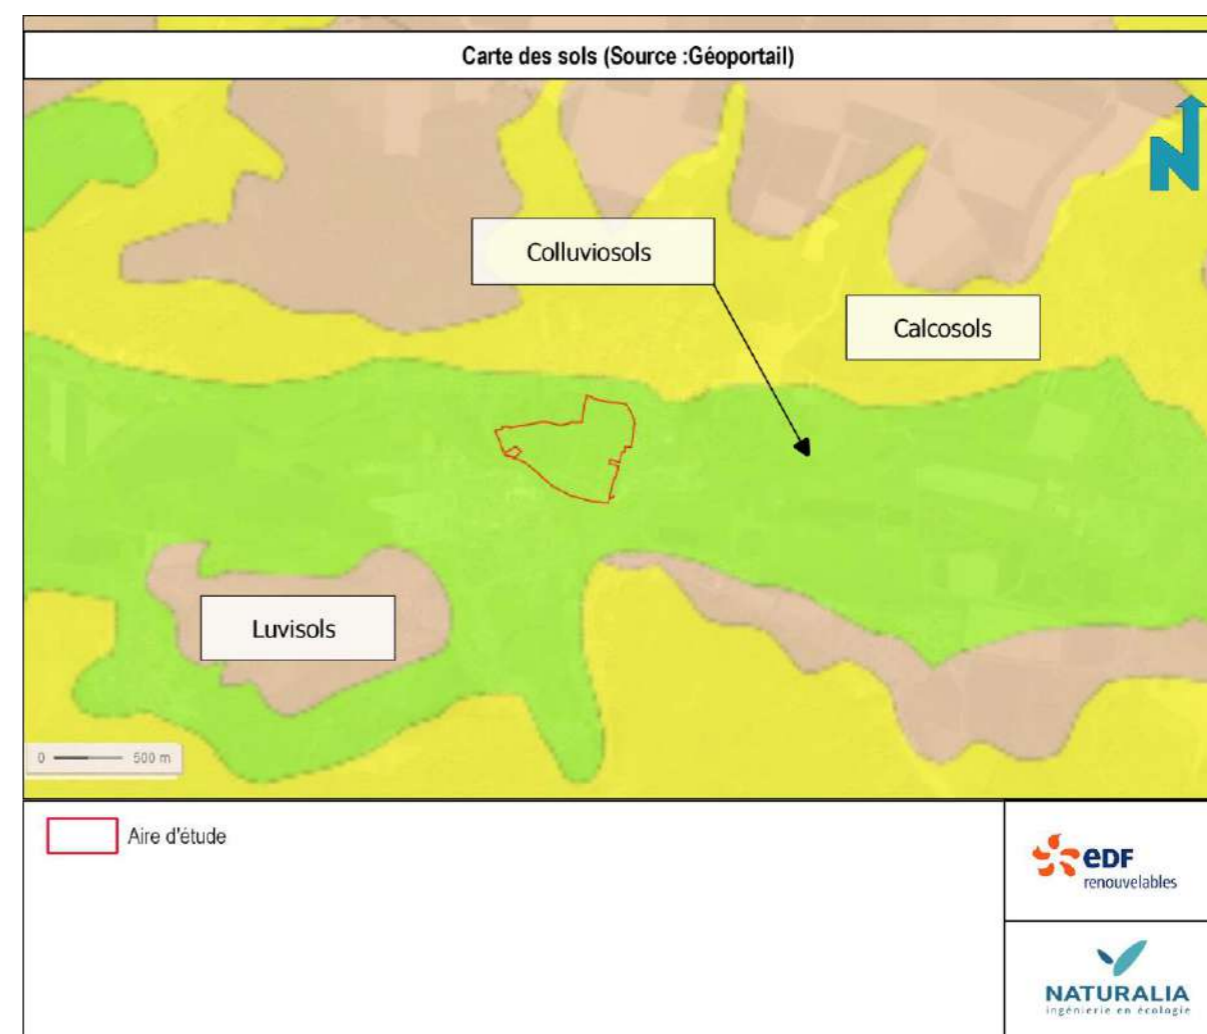 Carte des sols (Source :Géoportail)
N
Colluviosols
Calcosols
Luvisols
0 500 m
Aire d'étude
eDF
renouvelables
NATURALIA
ingénierie en écologie